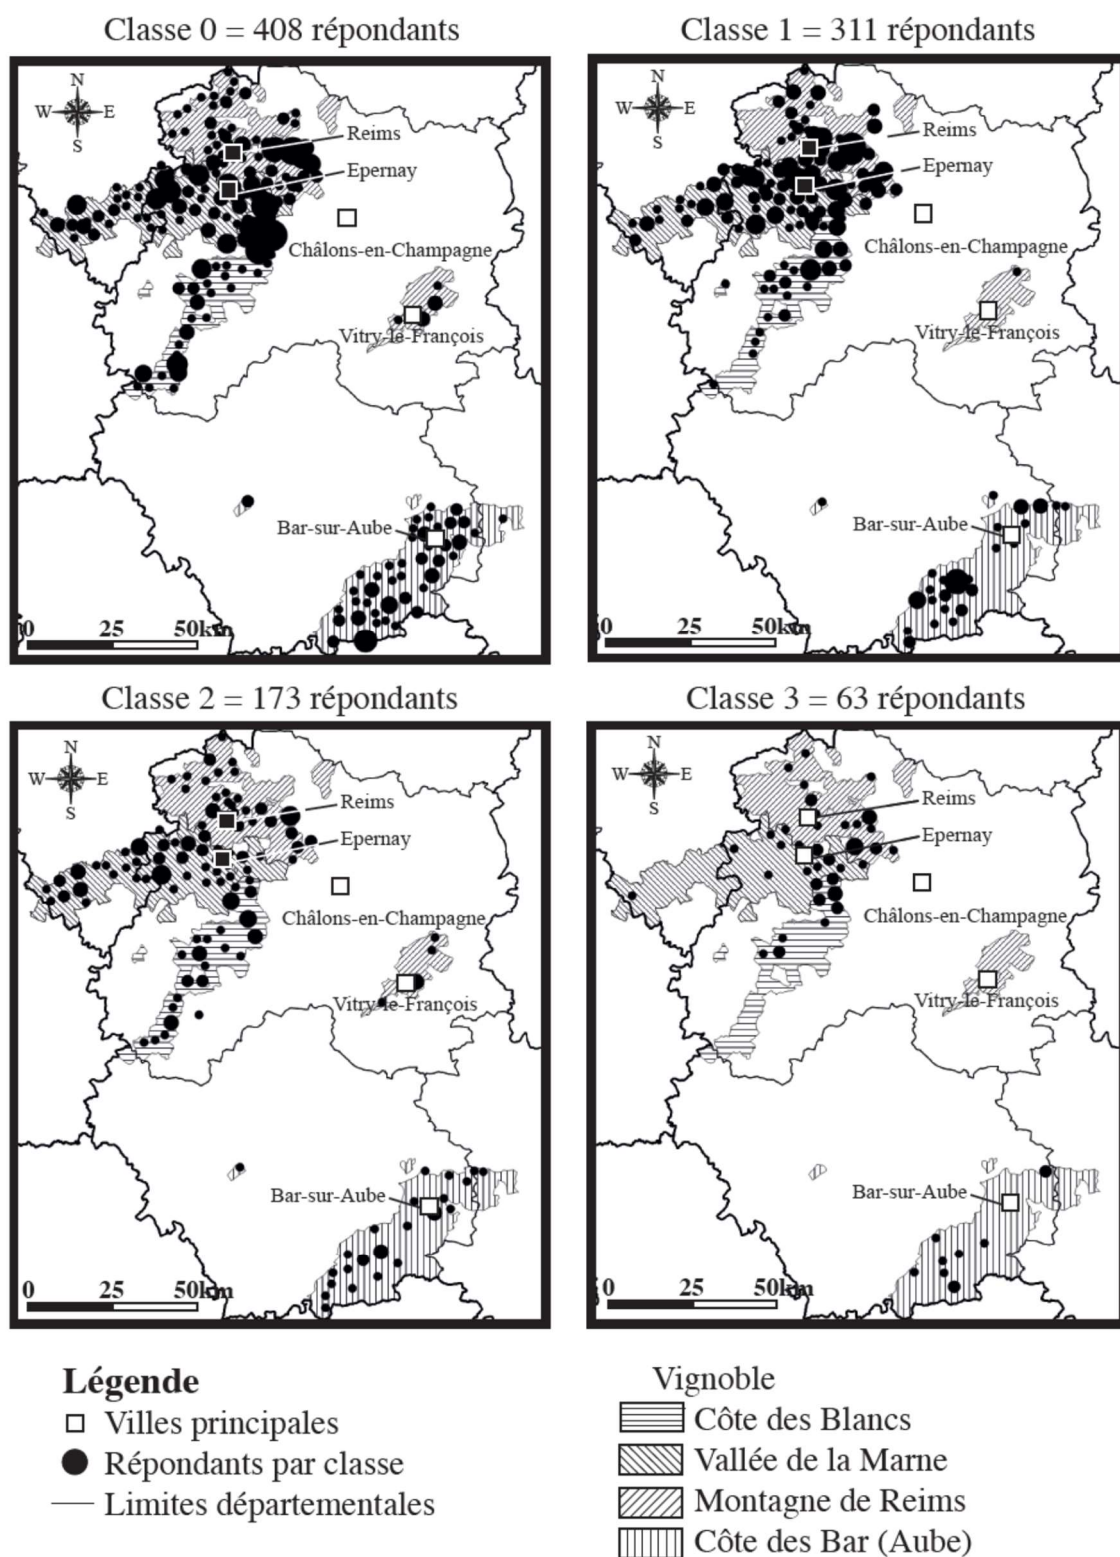 Classe 0 = 408 répondants
N
W E
S
Reims
Epernay
Châlons-en-Champagne
Vitry-le-François
Bar-sur-Aube
0 25 50km
Classe 1 = 311 répondants
N
W E
S
Reims
Epernay
Châlons-en-Champagne
Vitry-le-François
Bar-sur-Aube
0 25 50km
Classe 2 = 173 répondants
N
W E
S
Reims
Epernay
Châlons-en-Champagne
Vitry-le-François
Bar-sur-Aube
0 25 50km
Classe 3 = 63 répondants
N
W E
S
Reims
Epernay
Châlons-en-Champagne
Vitry-le-François
Bar-sur-Aube
0 25 50km
Légende
Villes principales
Répondants par classe
Limites départementales
Vignoble
Côte des Blancs
Vallée de la Marne
Montagne de Reims
Côte des Bar (Aube)